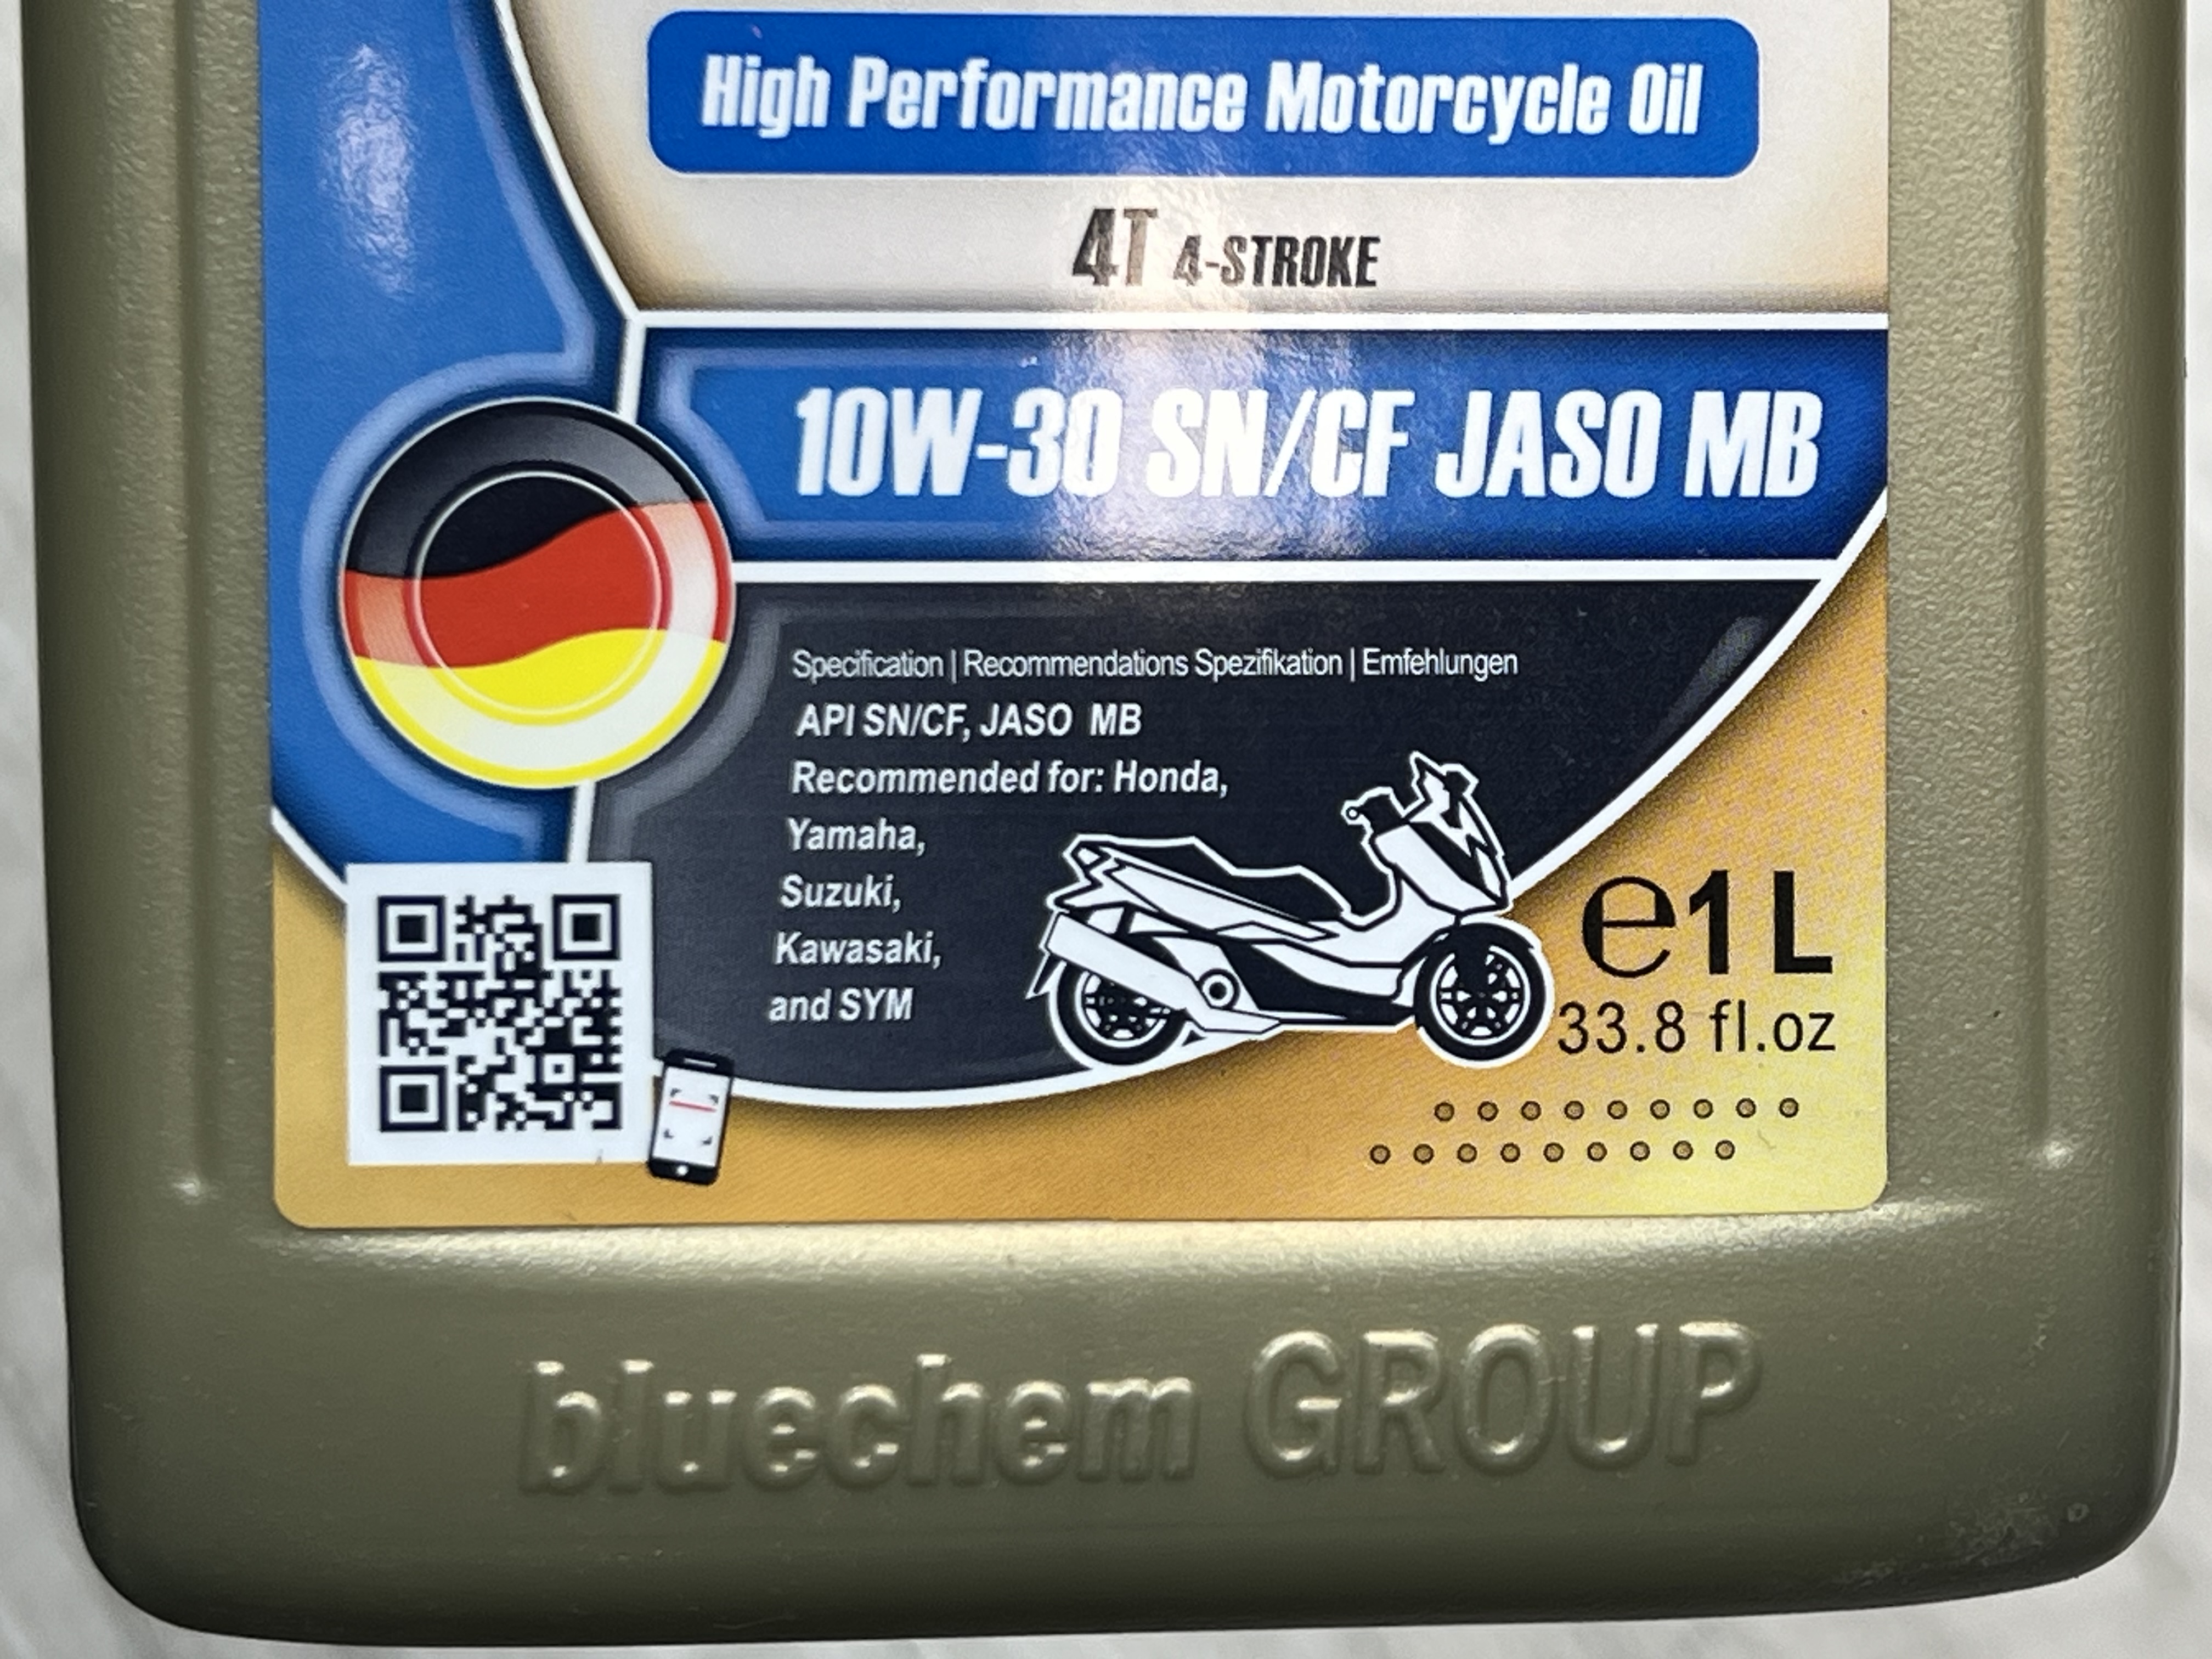 High Performance Motorcycle Oil
4T 4-STROKE
10W-30 SN/CF JASO MB
Specification | Recommendations Spezifikation | Emfehlungen
API SN/CF, JASO MB
Recommended for: Honda,
Yamaha,
Suzuki,
Kawasaki,
and SYM
e1 L
33.8 fl.oz
bluechem GROUP